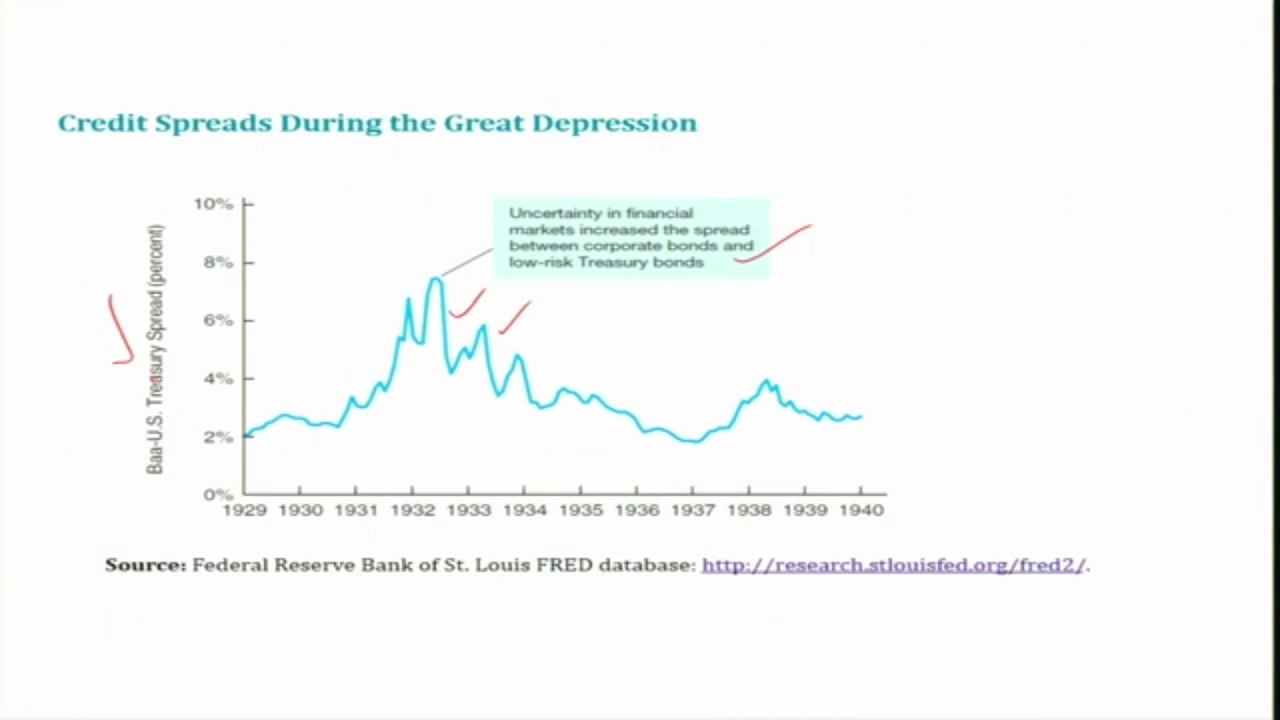 Credit Spreads During the Great Depression
10%
Uncertainty in financial
markets increased the spread
between corporate bonds and
low-risk Treasury bonds
8%
6%
4%
2%
0%
Baa-U.S. Treasury Spread (percent)
1929 1930 1931 1932 1933 1934 1935 1936 1937 1938 1939 1940
Source: Federal Reserve Bank of St. Louis FRED database: http://research.stlouisfed.org/fred2/.